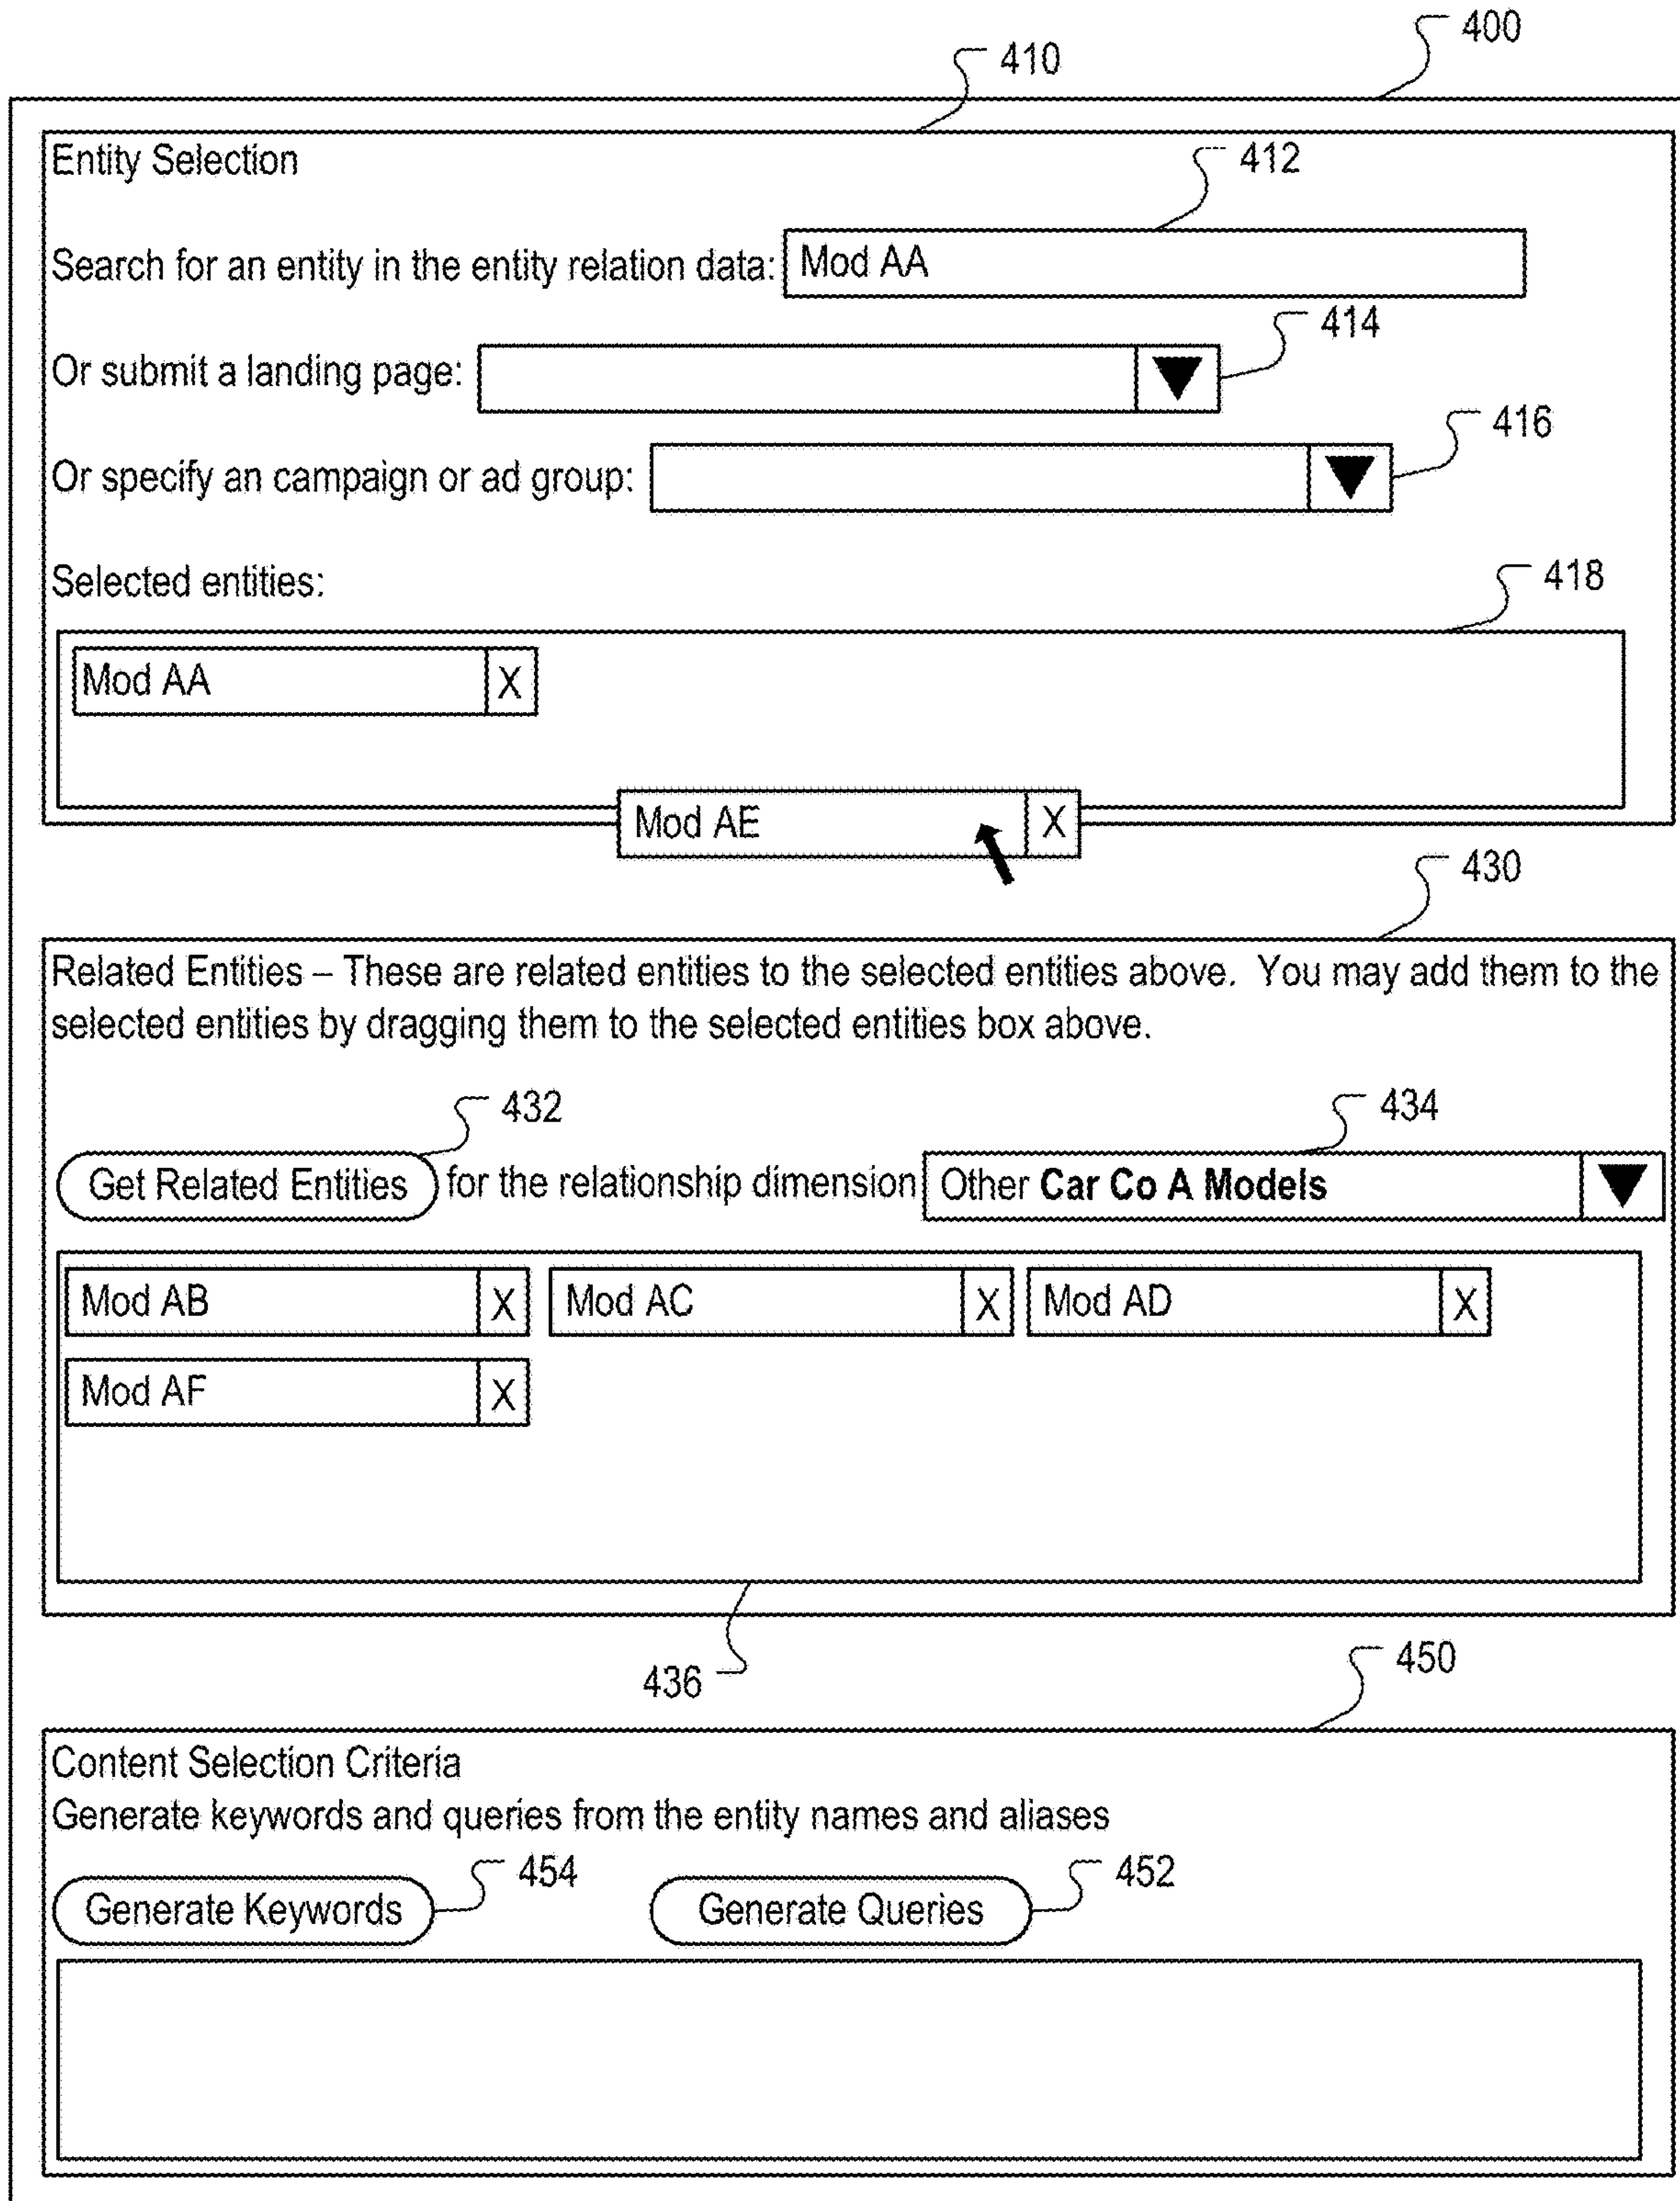 400
410
Entity Selection
412
Search for an entity in the entity relation data: Mod AA
414
Or submit a landing page:
416
Or specify an campaign or ad group:
Selected entities:
418
Mod AA X
Mod AE X
430
Related Entities – These are related entities to the selected entities above. You may add them to the
selected entities by dragging them to the selected entities box above.
432 434
Get Related Entities for the relationship dimension Other Car Co A Models
Mod AB X Mod AC X Mod AD X
Mod AF X
436
450
Content Selection Criteria
Generate keywords and queries from the entity names and aliases
454 452
Generate Keywords Generate Queries